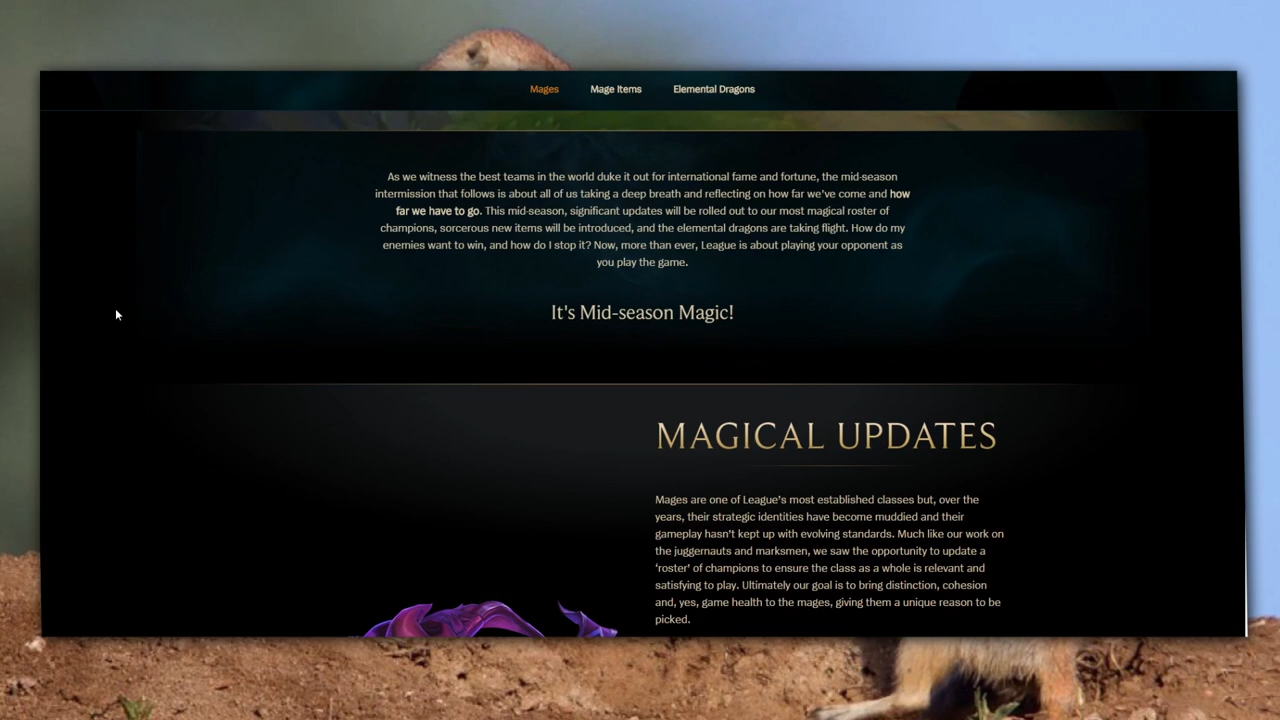 Mages Mage Items Elemental Dragons
As we witness the best teams in the world duke it out for international fame and fortune, the mid-season
intermission that follows is about all of us taking a deep breath and reflecting on how far we've come and how
far we have to go. This mid-season, significant updates will be rolled out to our most magical roster of
champions, sorcerous new items will be introduced, and the elemental dragons are taking flight. How do my
enemies want to win, and how do I stop it? Now, more than ever, League is about playing your opponent as
you play the game.
It's Mid-season Magic!
MAGICAL UPDATES
Mages are one of League's most established classes but, over the
years, their strategic identities have become muddied and their
gameplay hasn't kept up with evolving standards. Much like our work on
the juggernauts and marksmen, we saw the opportunity to update a
‘roster’ of champions to ensure the class as a whole is relevant and
satisfying to play. Ultimately our goal is to bring distinction, cohesion
and, yes, game health to the mages, giving them a unique reason to be
picked.